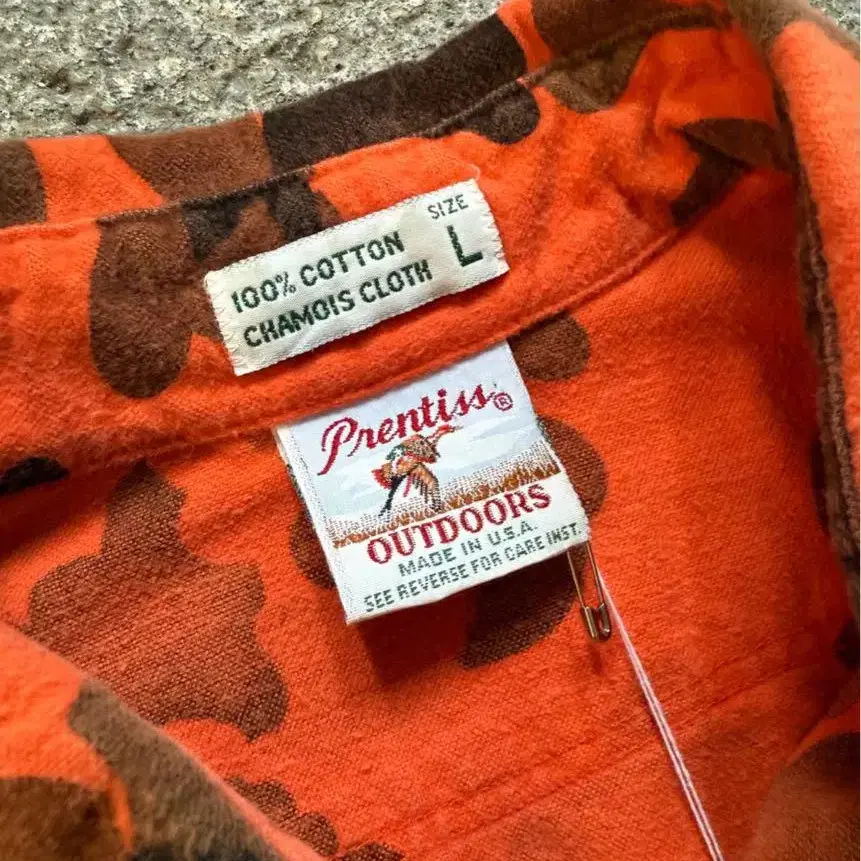 SIZE
L
100% COTTON
CHAMOIS CLOTH
Prentiss®
OUTDOORS
MADE IN U.S.A.
SEE REVERSE FOR CARE INST.